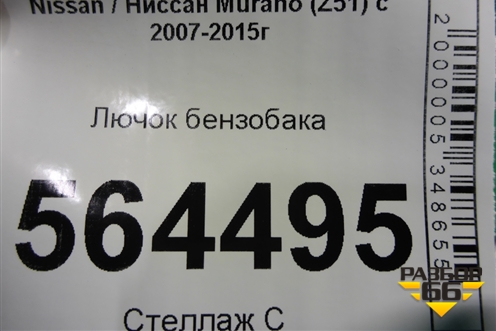 Nissan / Ниссан Murano (Z51) с
2007-2015г
Лючок бензобака
564495
Стеллаж С
2000005348655
РАЗБОР
66